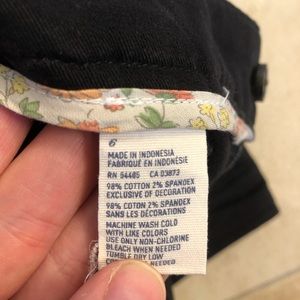 6
MADE IN INDONESIA
FABRIQUÉ EN INDONÉSIE
RN 54485 CA 03873
98% COTTON 2% SPANDEX
EXCLUSIVE OF DECORATION
98% COTTON 2% SPANDEX
SANS LES DÉCORATIONS
MACHINE WASH COLD
WITH LIKE COLORS
USE ONLY NON-CHLORINE
BLEACH WHEN NEEDED
TUMBLE DRY LOW